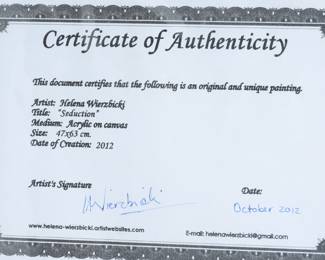 Certificate of Authenticity
This document certifies that the following is an original and unique painting.
Artist: Helena Wierzbicki
Title: "Seduction"
Medium: Acrylic on canvas
Size: 47x63 cm.
Date of Creation: 2012
Artist's Signature
Date:
HWierzbicki
October 2012
www.helena-wierzbicki.artistwebsites.com
E-mail: helenawierzbicki@gmail.com